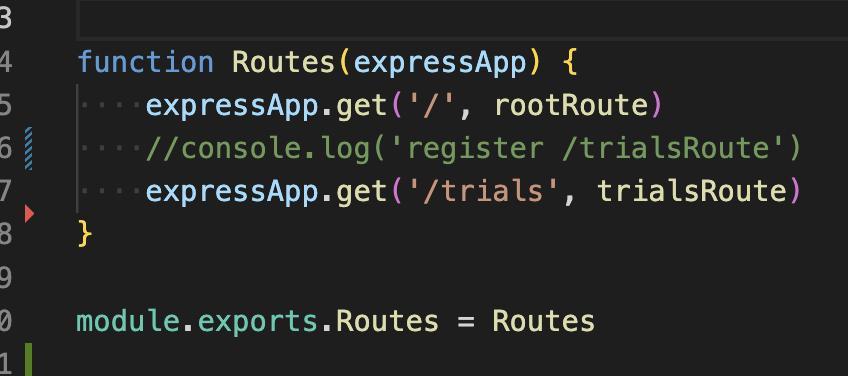 3
4 function Routes(expressApp) {
5 expressApp.get('/', rootRoute)
6 //console.log('register /trialsRoute')
7 expressApp.get('/trials', trialsRoute)
8 }
9
0 module.exports.Routes = Routes
1